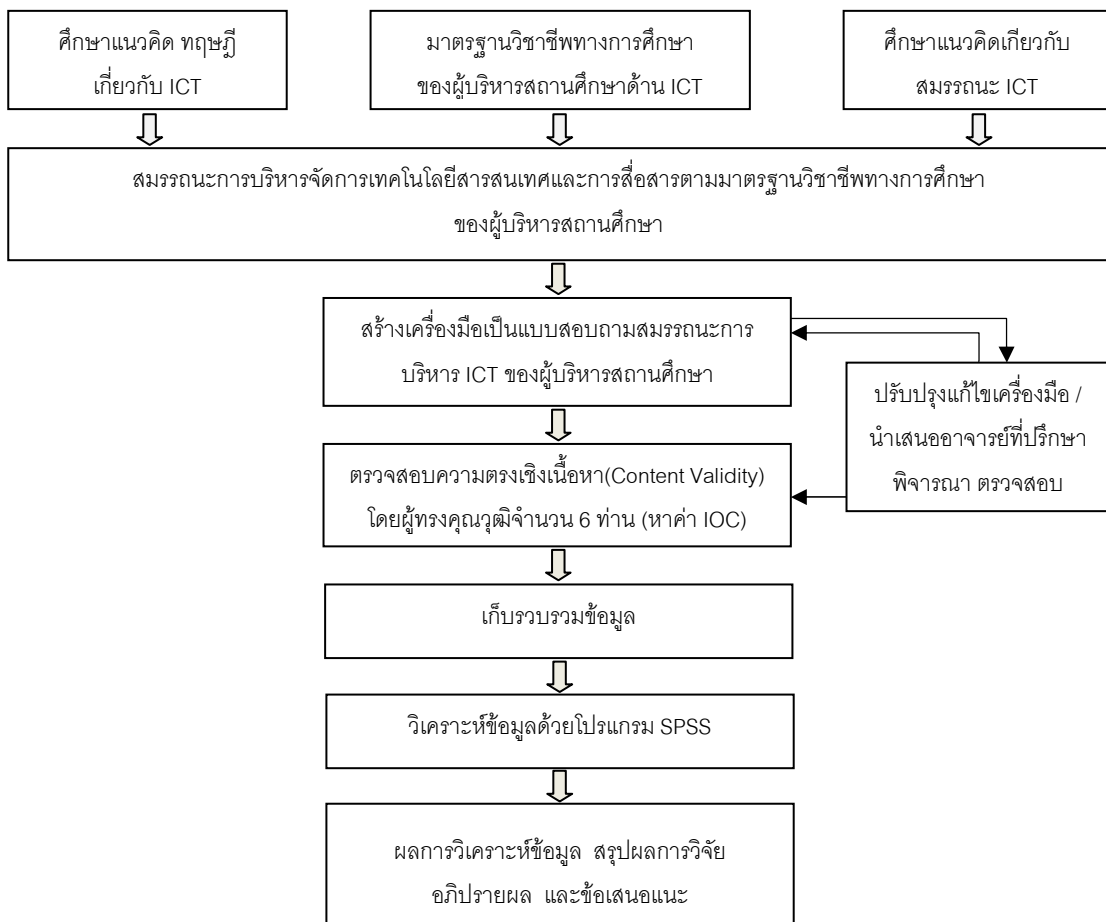 ศึกษาแนวคิด ทฤษฎี
เกี่ยวกับ ICT
มาตรฐานวิชาชีพทางการศึกษา
ของผู้บริหารสถานศึกษาด้าน ICT
ศึกษาแนวคิดเกี่ยวกับ
สมรรถนะ ICT
สมรรถนะการบริหารจัดการเทคโนโลยีสารสนเทศและการสื่อสารตามมาตรฐานวิชาชีพทางการศึกษา
ของผู้บริหารสถานศึกษา
สร้างเครื่องมือเป็นแบบสอบถามสมรรถนะการ
บริหาร ICT ของผู้บริหารสถานศึกษา
ปรับปรุงแก้ไขเครื่องมือ /
นำเสนออาจารย์ที่ปรึกษา
พิจารณา ตรวจสอบ
ตรวจสอบความตรงเชิงเนื้อหา(Content Validity)
โดยผู้ทรงคุณวุฒิจำนวน 6 ท่าน (หาค่า IOC)
เก็บรวบรวมข้อมูล
วิเคราะห์ข้อมูลด้วยโปรแกรม SPSS
ผลการวิเคราะห์ข้อมูล สรุปผลการวิจัย
อภิปรายผล และข้อเสนอแนะ